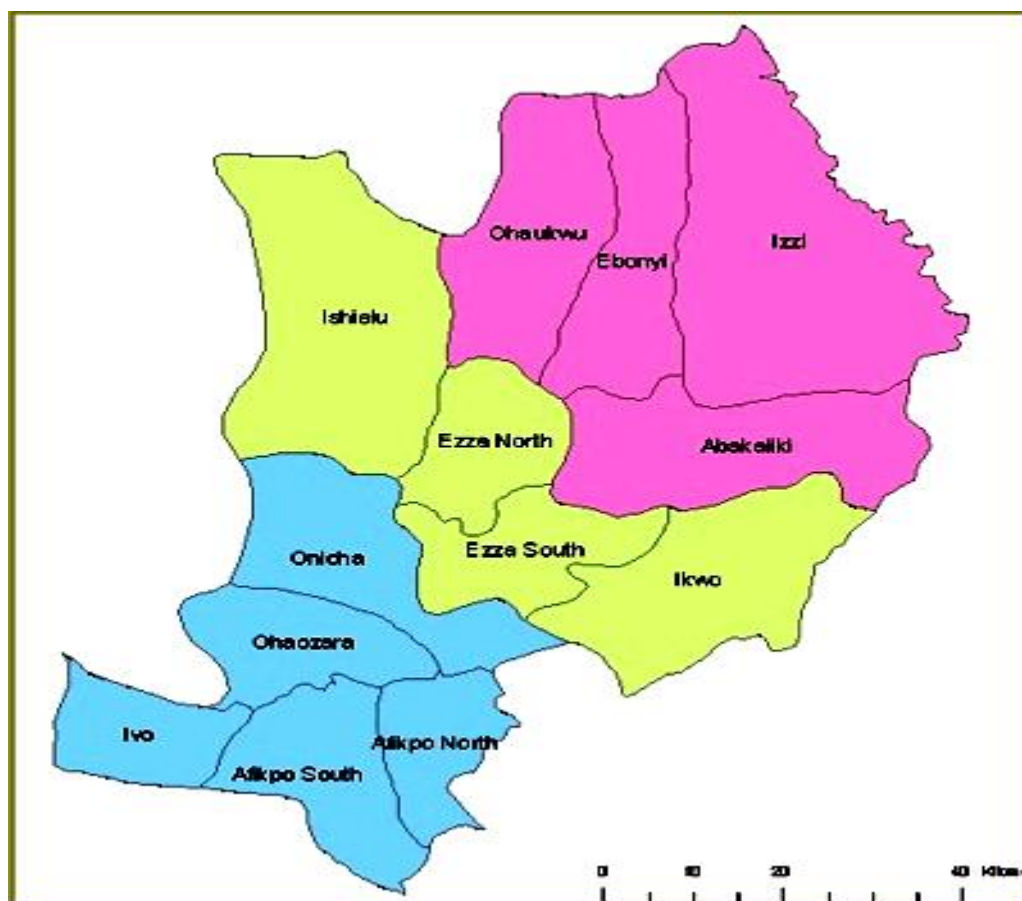 Ohaukwu
Ebonyi
Izzi
Ishielu
Ezza North
Abakaliki
Ezza South
Onicha
Ikwo
Ohaozara
Ivo
Afikpo North
Afikpo South
0 10 20 40 Kilom